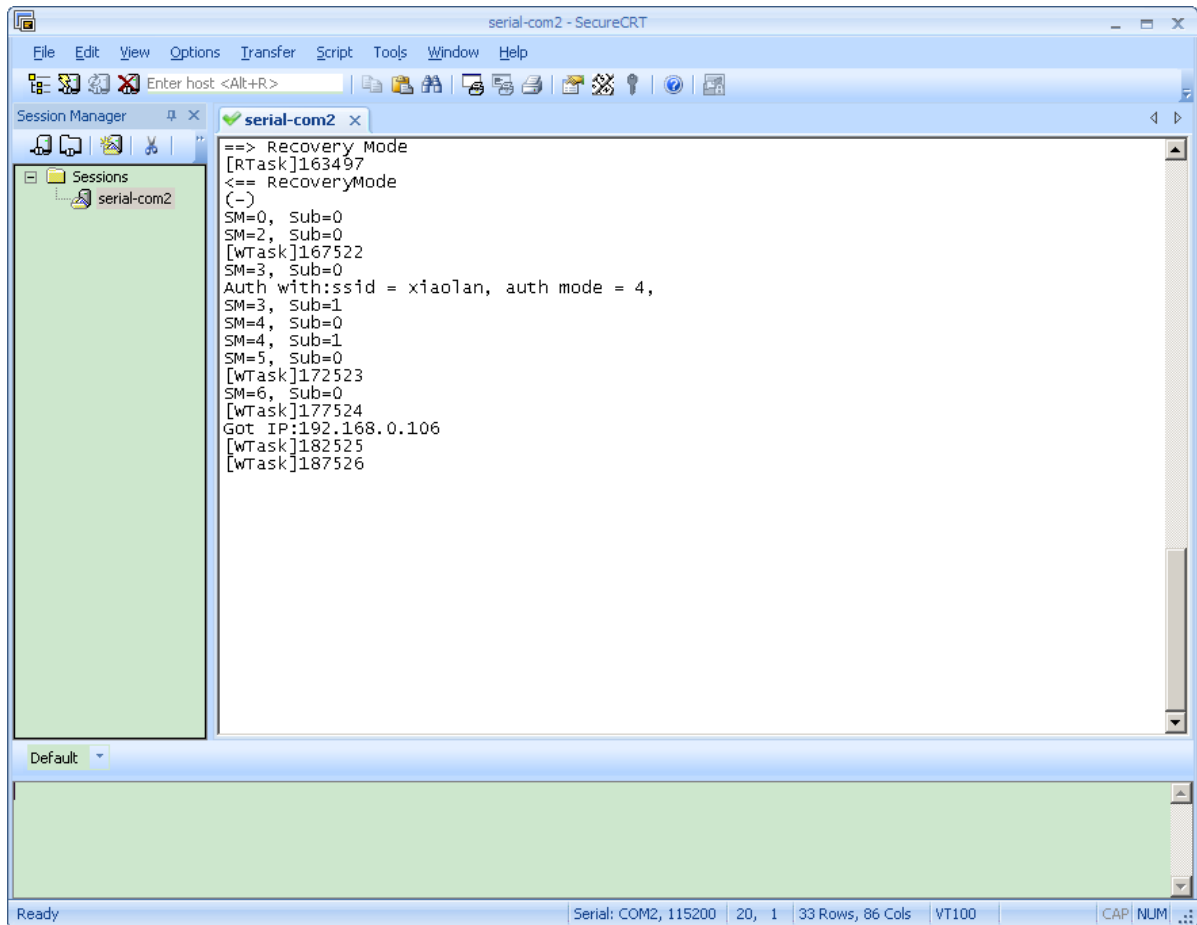 serial-com2 - SecureCRT
File Edit View Options Transfer Script Tools Window Help
Enter host <Alt+R>
Session Manager
serial-com2
Sessions
serial-com2
==> Recovery Mode
[RTask]163497
<== RecoveryMode
(-)
SM=0, Sub=0
SM=2, Sub=0
[WTask]167522
SM=3, Sub=0
Auth with:ssid = xiaolan, auth mode = 4,
SM=3, Sub=1
SM=4, Sub=0
SM=4, Sub=1
SM=5, Sub=0
[WTask]172523
SM=6, Sub=0
[WTask]177524
Got IP:192.168.0.106
[WTask]182525
[WTask]187526
Default
Ready Serial: COM2, 115200 20, 1 33 Rows, 86 Cols VT100 CAP NUM